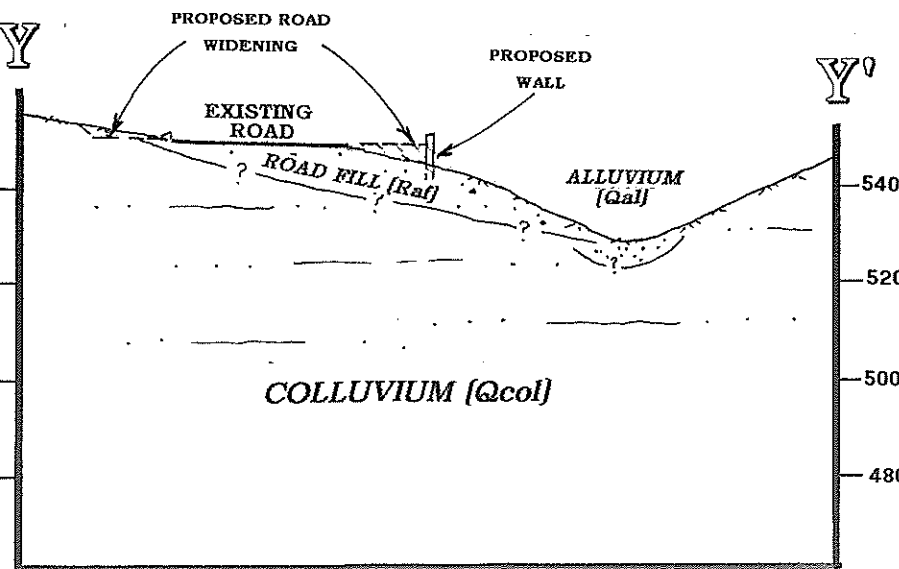 PROPOSED ROAD
WIDENING
Y
PROPOSED
WALL
Y'
EXISTING
ROAD
ROAD FILL [Raf]
?
?
?
?
ALLUVIUM
[Qal]
540
520
500
480
COLLUVIUM [Qcol]